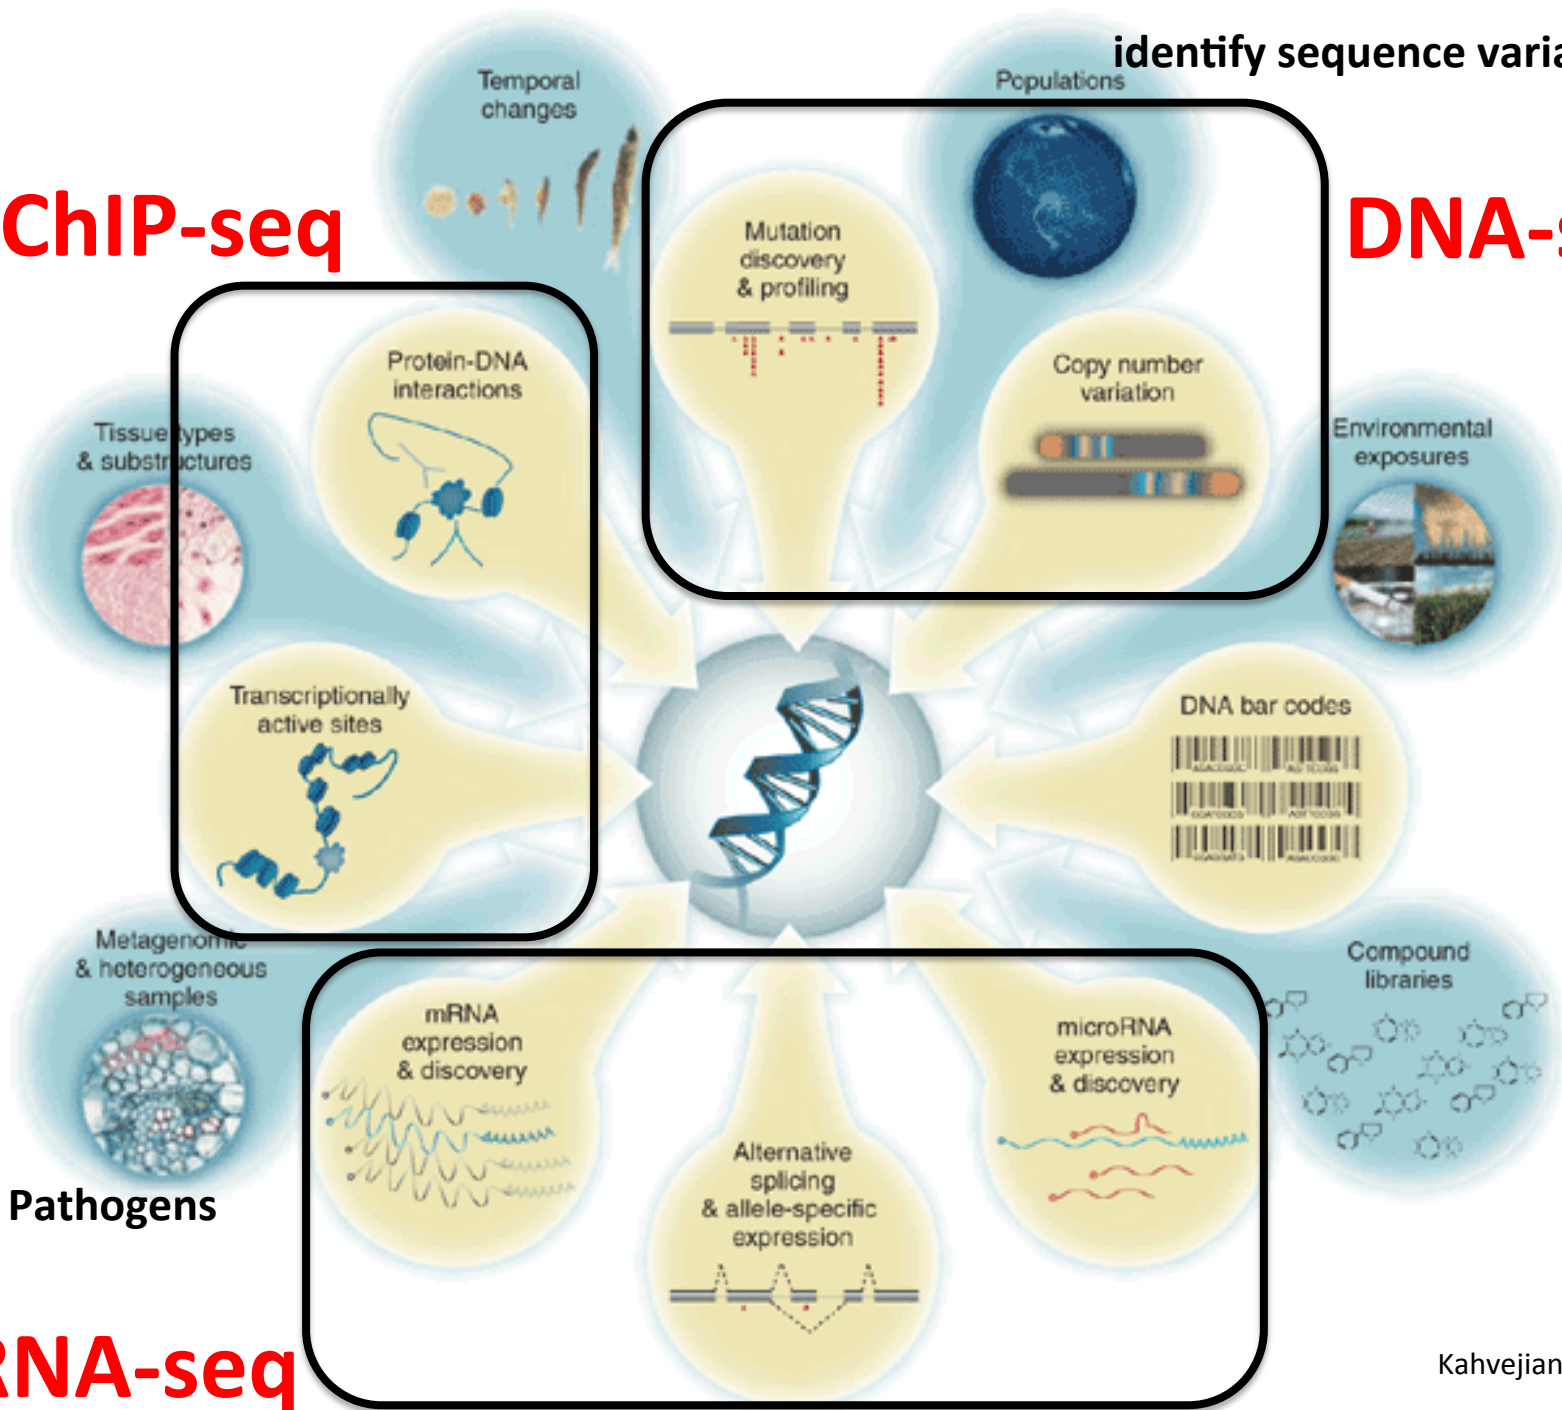 identify sequence varia
Temporal
changes
Populations
ChIP-seq
DNA-s
Mutation
discovery
& profiling
Protein-DNA
interactions
Copy number
variation
Tissue types
& substructures
Environmental
exposures
Transcriptionally
active sites
DNA bar codes
Metagenomic
& heterogeneous
samples
Compound
libraries
mRNA
expression
& discovery
microRNA
expression
& discovery
Alternative
splicing
& allele-specific
expression
Pathogens
RNA-seq
Kahvejian